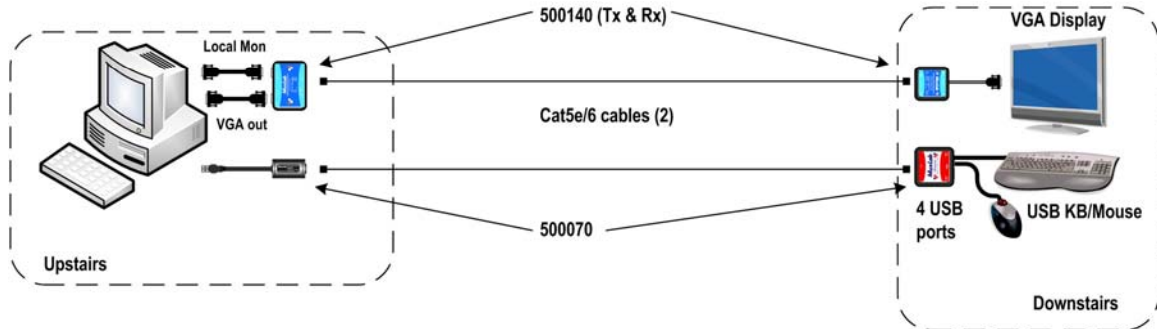 500140 (Tx & Rx)
VGA Display
Local Mon
VGA out
Cat5e/6 cables (2)
4 USB
ports
USB KB/Mouse
500070
Upstairs
Downstairs